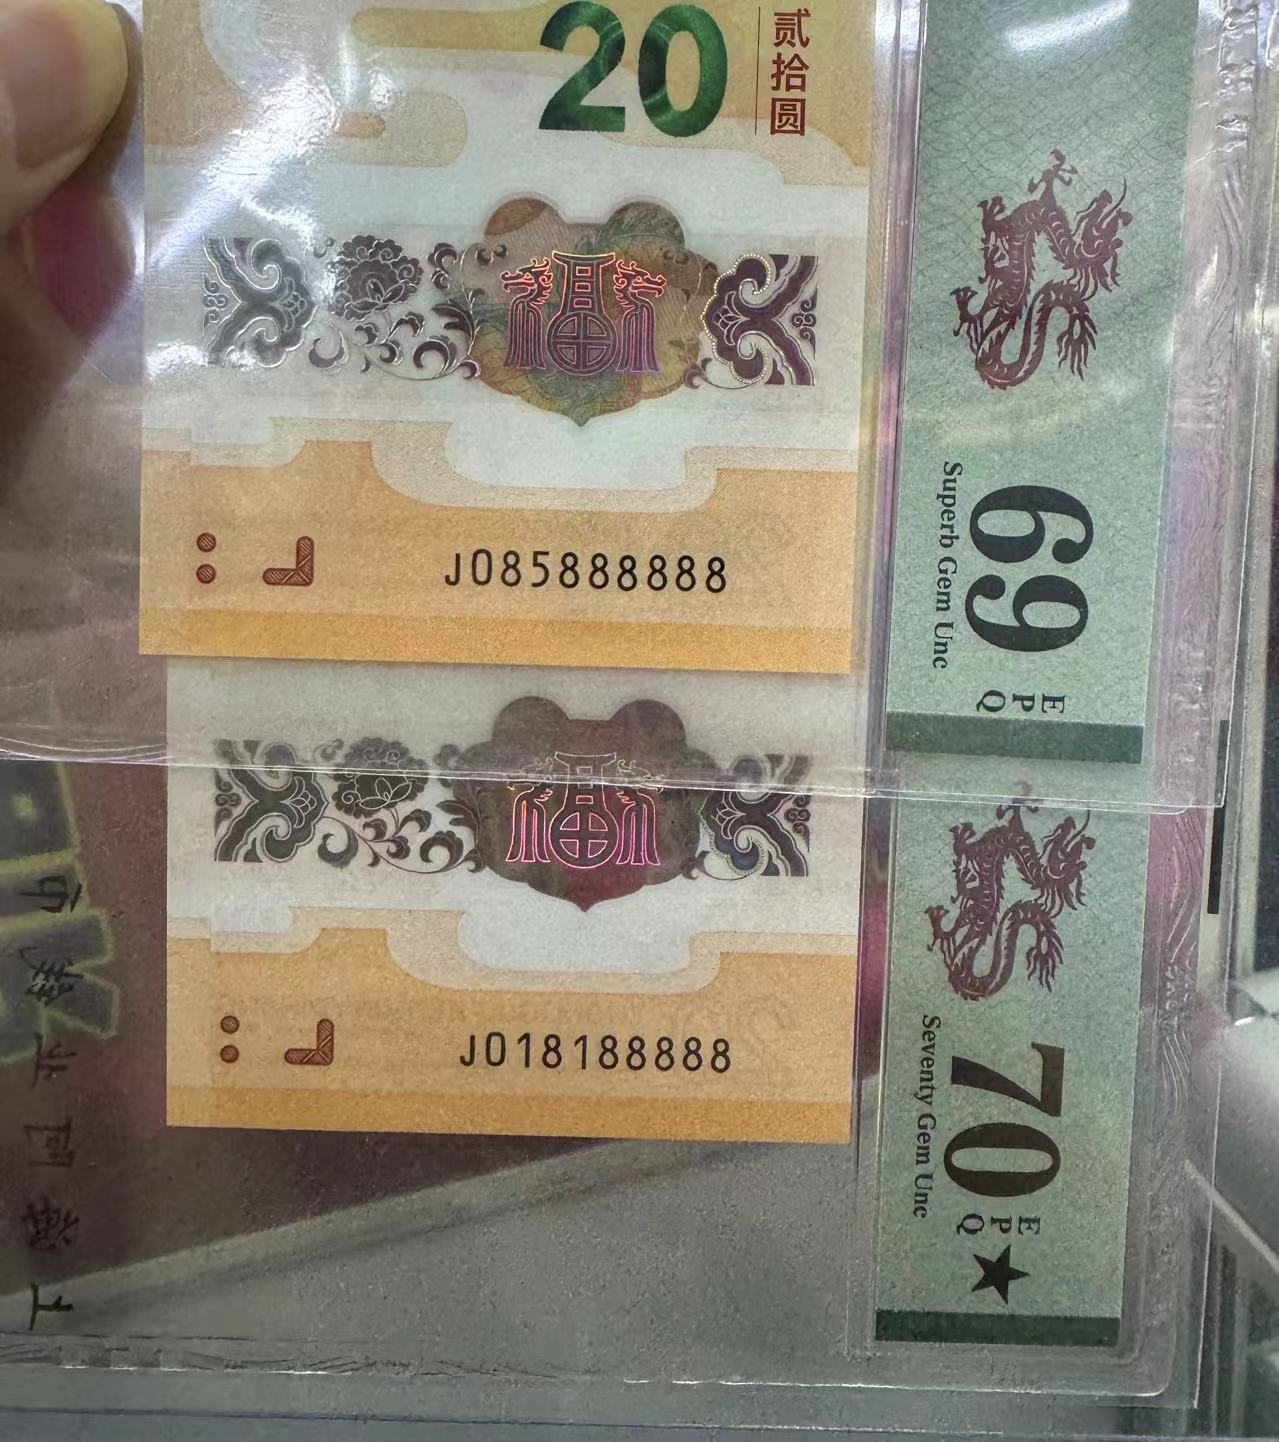 20
贰拾圆
J085888888
69
Superb Gem Unc
EPQ
J018188888
70
Seventy Gem Unc
EPQ★